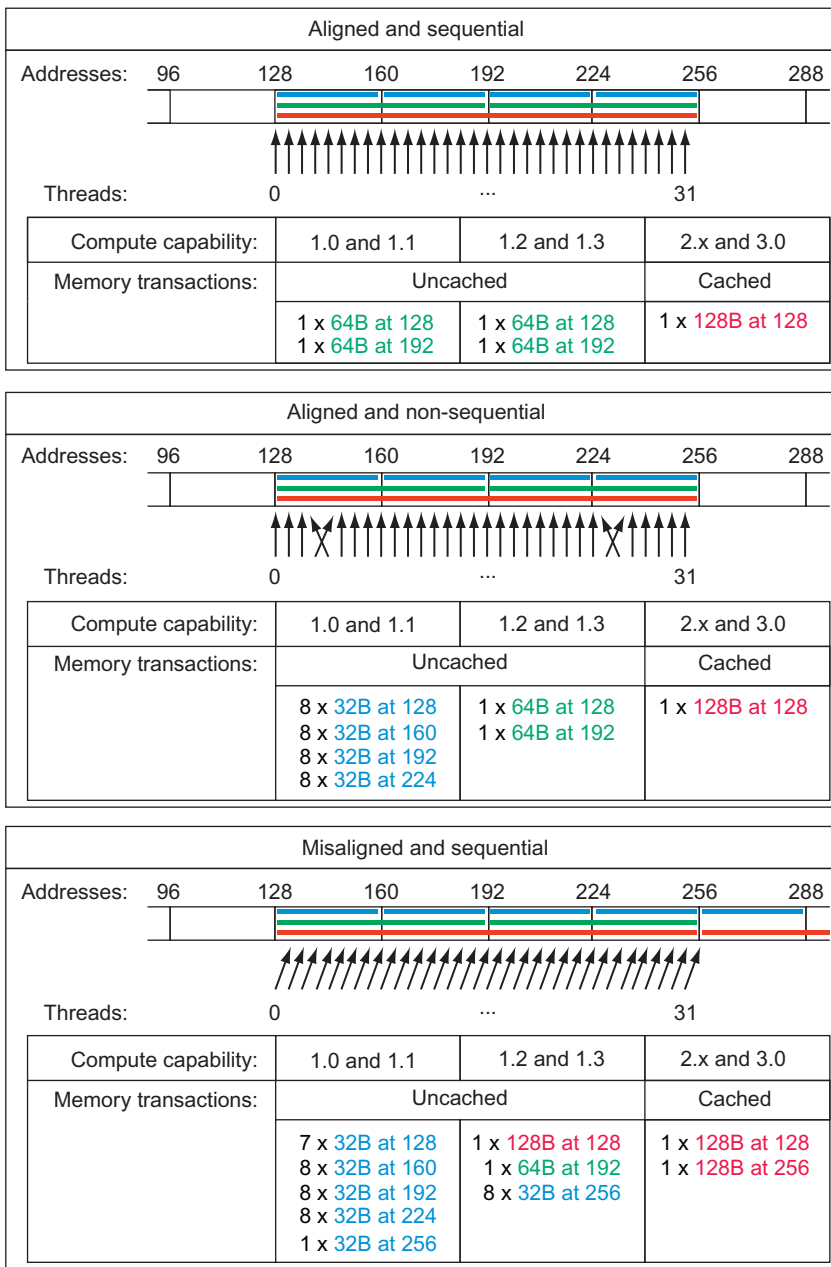 Aligned and sequential
Addresses: 96 128 160 192 224 256 288
Threads: 0 ... 31
Compute capability: 1.0 and 1.1 1.2 and 1.3 2.x and 3.0
Memory transactions: Uncached Cached
1 x 64B at 128 1 x 64B at 128 1 x 128B at 128
1 x 64B at 192 1 x 64B at 192
Aligned and non-sequential
Addresses: 96 128 160 192 224 256 288
Threads: 0 ... 31
Compute capability: 1.0 and 1.1 1.2 and 1.3 2.x and 3.0
Memory transactions: Uncached Cached
8 x 32B at 128 1 x 64B at 128 1 x 128B at 128
8 x 32B at 160 1 x 64B at 192
8 x 32B at 192
8 x 32B at 224
Misaligned and sequential
Addresses: 96 128 160 192 224 256 288
Threads: 0 ... 31
Compute capability: 1.0 and 1.1 1.2 and 1.3 2.x and 3.0
Memory transactions: Uncached Cached
7 x 32B at 128 1 x 128B at 128 1 x 128B at 128
8 x 32B at 160 1 x 64B at 192 1 x 128B at 256
8 x 32B at 192 8 x 32B at 256
8 x 32B at 224
1 x 32B at 256